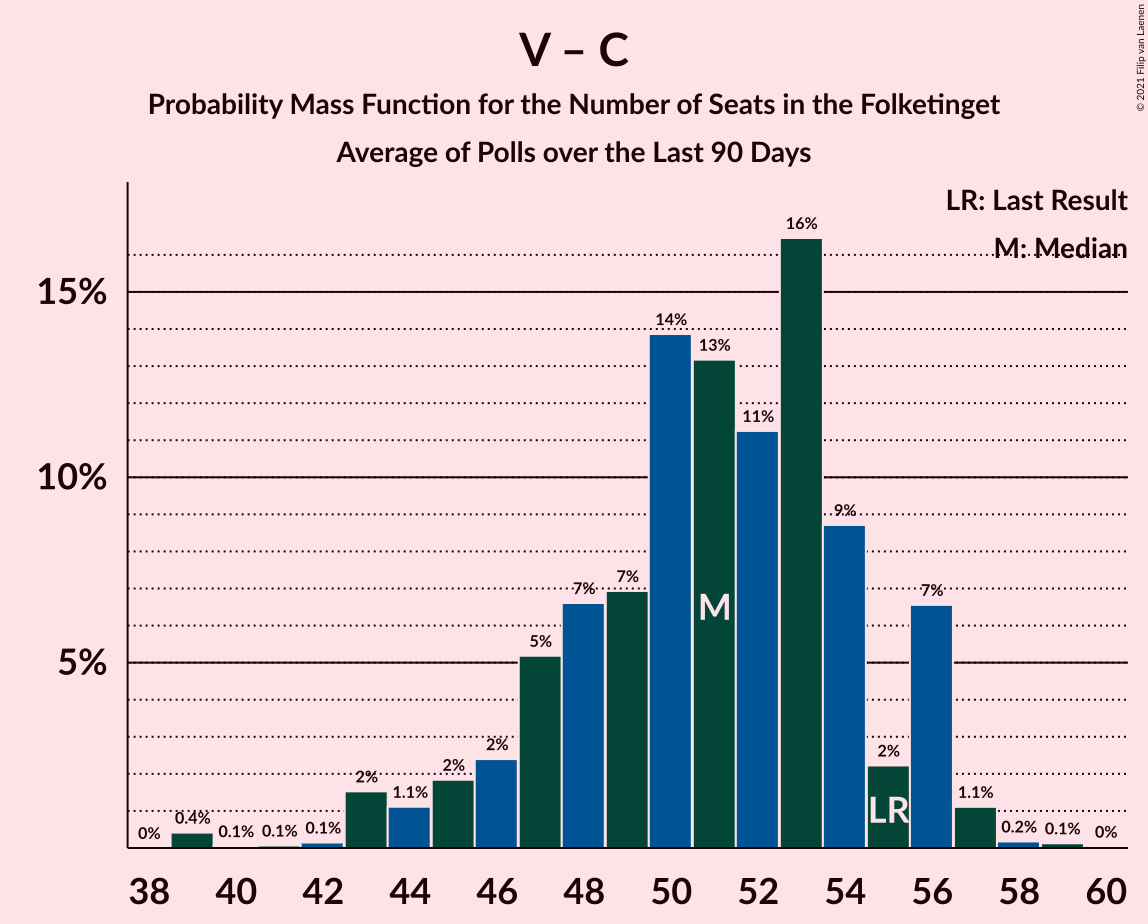 V – C
Probability Mass Function for the Number of Seats in the Folketinget
Average of Polls over the Last 90 Days
© 2021 Filip van Laenen
LR: Last Result
M: Median
15%
10%
5%
0%
0.4%
0.1%
0.1%
0.1%
2%
1.1%
2%
2%
5%
7%
7%
14%
13%
11%
16%
9%
2%
7%
1.1%
0.2%
0.1%
0%
M
LR
38 40 42 44 46 48 50 52 54 56 58 60